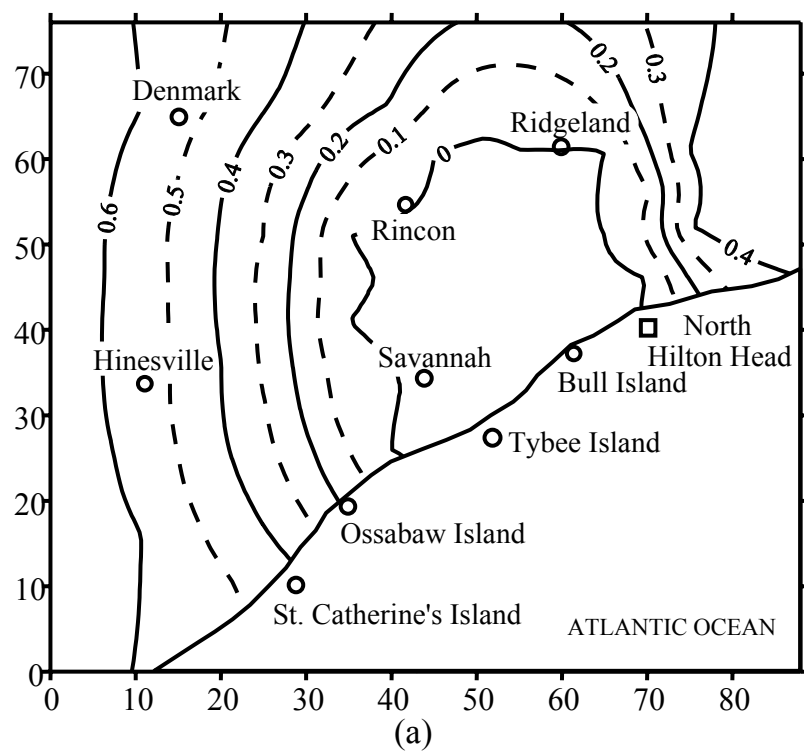 70
60
50
40
30
20
10
0
0 10 20 30 40 50 60 70 80
Denmark
Ridgeland
Rincon
Hinesville
Savannah
North
Hilton Head
Bull Island
Tybee Island
Ossabaw Island
St. Catherine's Island
ATLANTIC OCEAN
0.6
0.5
0.4
0.3
0.2
0.1
0
0.2
0.3
0.4
(a)